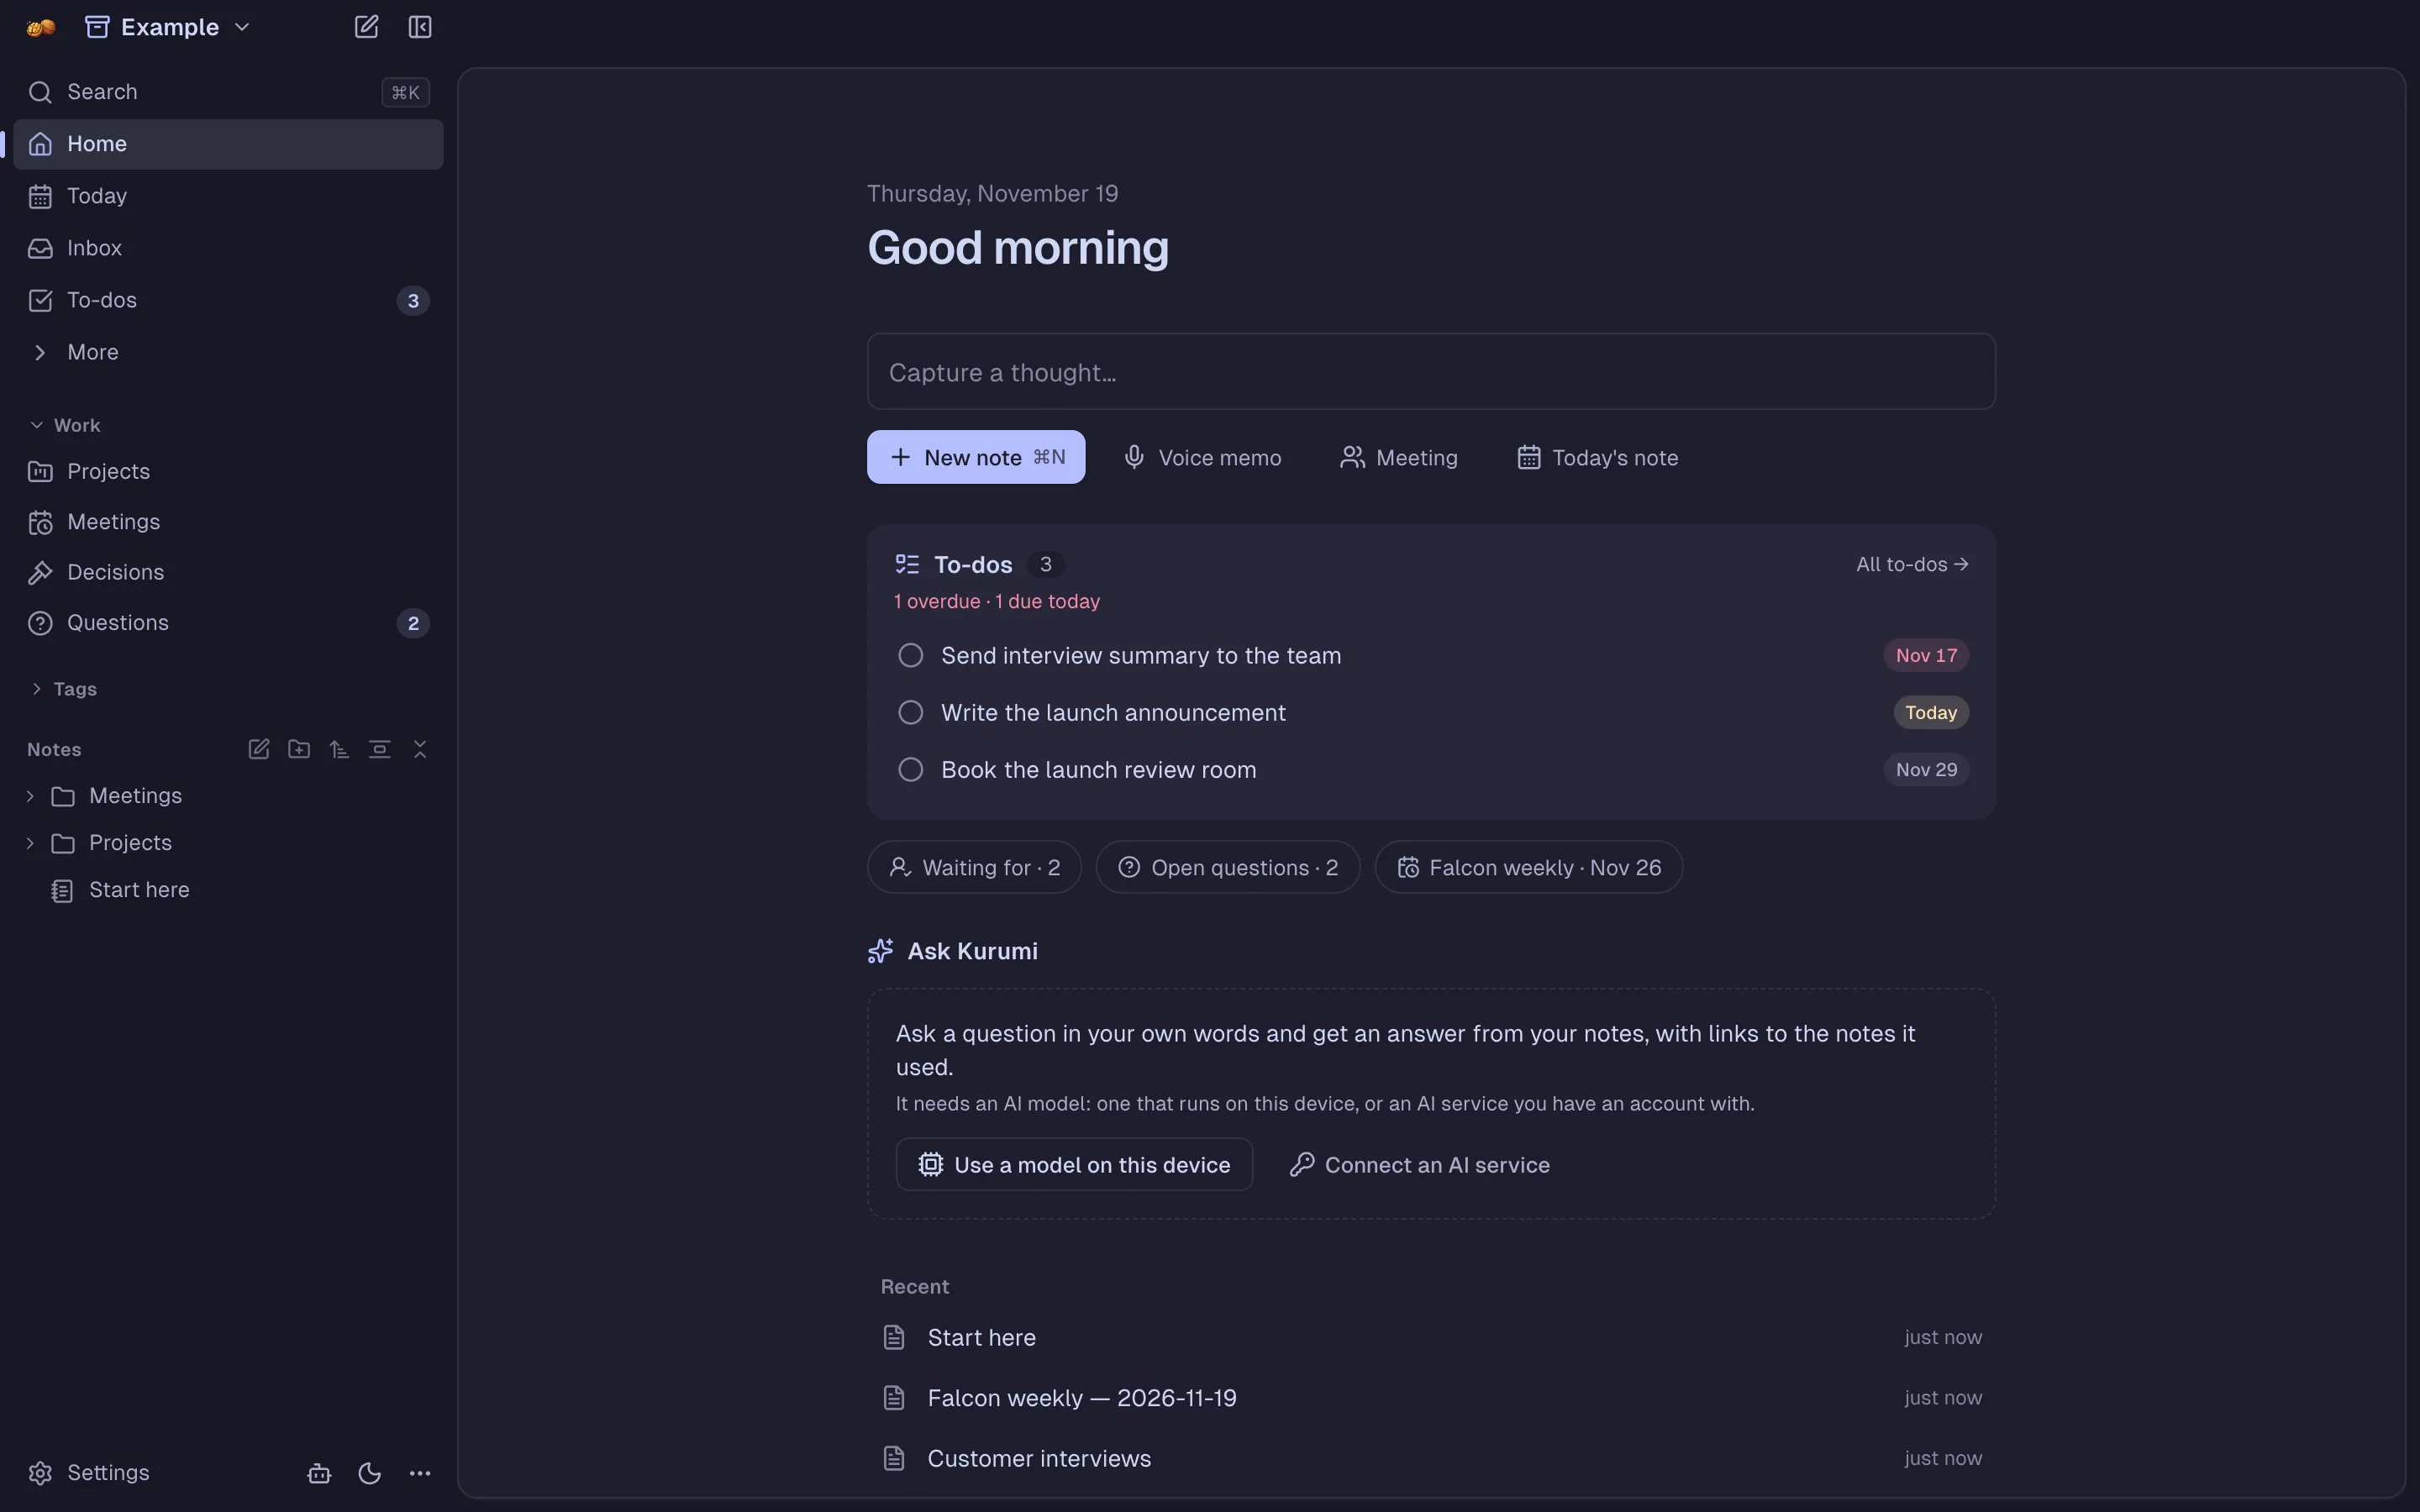 Example
Search ⌘K
Home
Today
Inbox
To-dos 3
More
Work
Projects
Meetings
Decisions
Questions 2
Tags
Notes
Meetings
Projects
Start here
Settings
Thursday, November 19
Good morning
Capture a thought…
New note ⌘N Voice memo Meeting Today's note
To-dos 3 All to-dos →
1 overdue · 1 due today
Send interview summary to the team Nov 17
Write the launch announcement Today
Book the launch review room Nov 29
Waiting for · 2 Open questions · 2 Falcon weekly · Nov 26
Ask Kurumi
Ask a question in your own words and get an answer from your notes, with links to the notes it
used.
It needs an AI model: one that runs on this device, or an AI service you have an account with.
Use a model on this device Connect an AI service
Recent
Start here just now
Falcon weekly — 2026-11-19 just now
Customer interviews just now